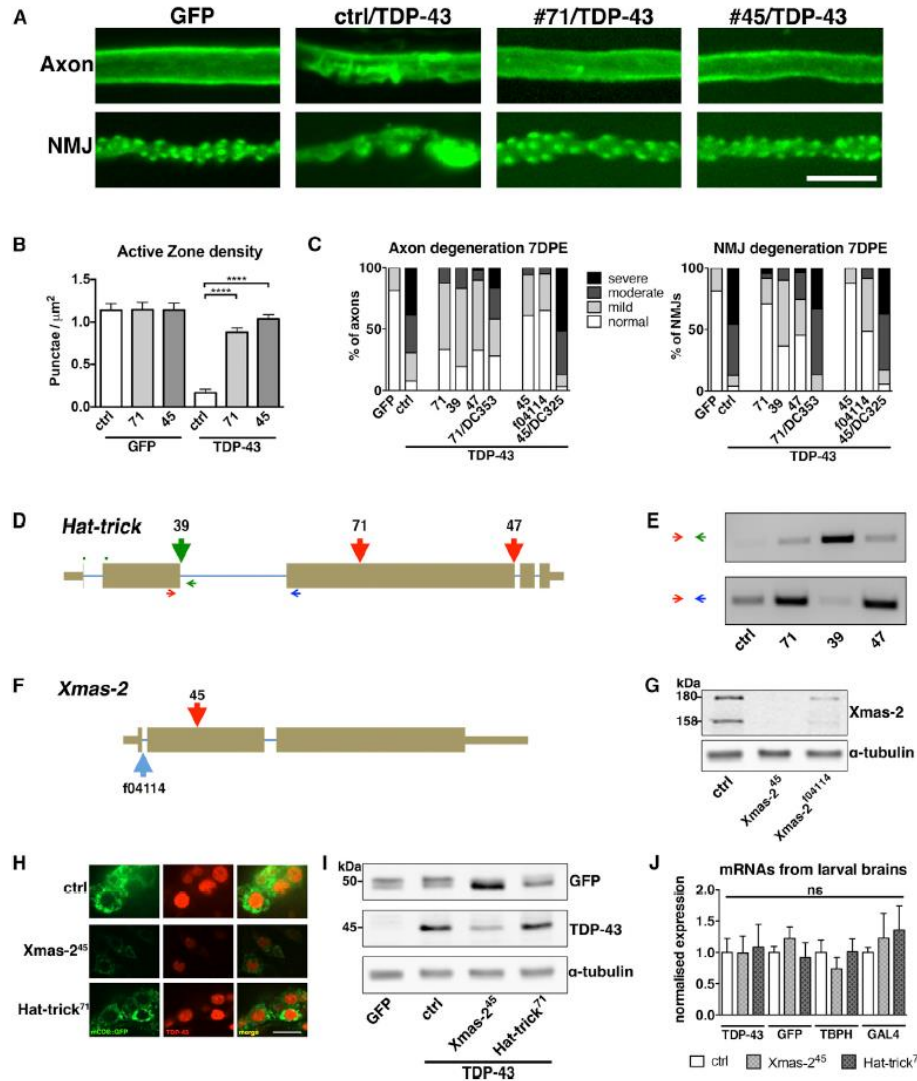 A
GFP
ctrl/TDP-43
#71/TDP-43
#45/TDP-43
Axon
NMJ
B
Active Zone density
Punctae / μm²
1.5
1.0
0.5
0.0
****
****
ctrl
71
45
ctrl
71
45
GFP
TDP-43
C
Axon degeneration 7DPE
% of axons
100
50
0
GFP
ctrl
71
39
47
71/DC353
45
f04114
45/DC325
TDP-43
severe
moderate
mild
normal
NMJ degeneration 7DPE
% of NMJs
100
50
0
GFP
ctrl
71
39
47
71/DC353
45
f04114
45/DC325
TDP-43
D
Hat-trick
39
71
47
E
ctrl
71
39
47
F
Xmas-2
45
f04114
G
kDa
180
158
Xmas-2
α-tubulin
ctrl
Xmas-2⁴⁵
Xmas-2ᶠ⁰⁴¹¹⁴
H
ctrl
Xmas-2⁴⁵
Hat-trick⁷¹
mCD8::GFP
TDP-43
merge
I
kDa
50
45
GFP
TDP-43
α-tubulin
GFP
ctrl
Xmas-2⁴⁵
Hat-trick⁷¹
TDP-43
J
mRNAs from larval brains
normalised expression
2.0
1.5
1.0
0.5
0
ns
TDP-43
GFP
TBPH
GAL4
ctrl
Xmas-2⁴⁵
Hat-trick⁷